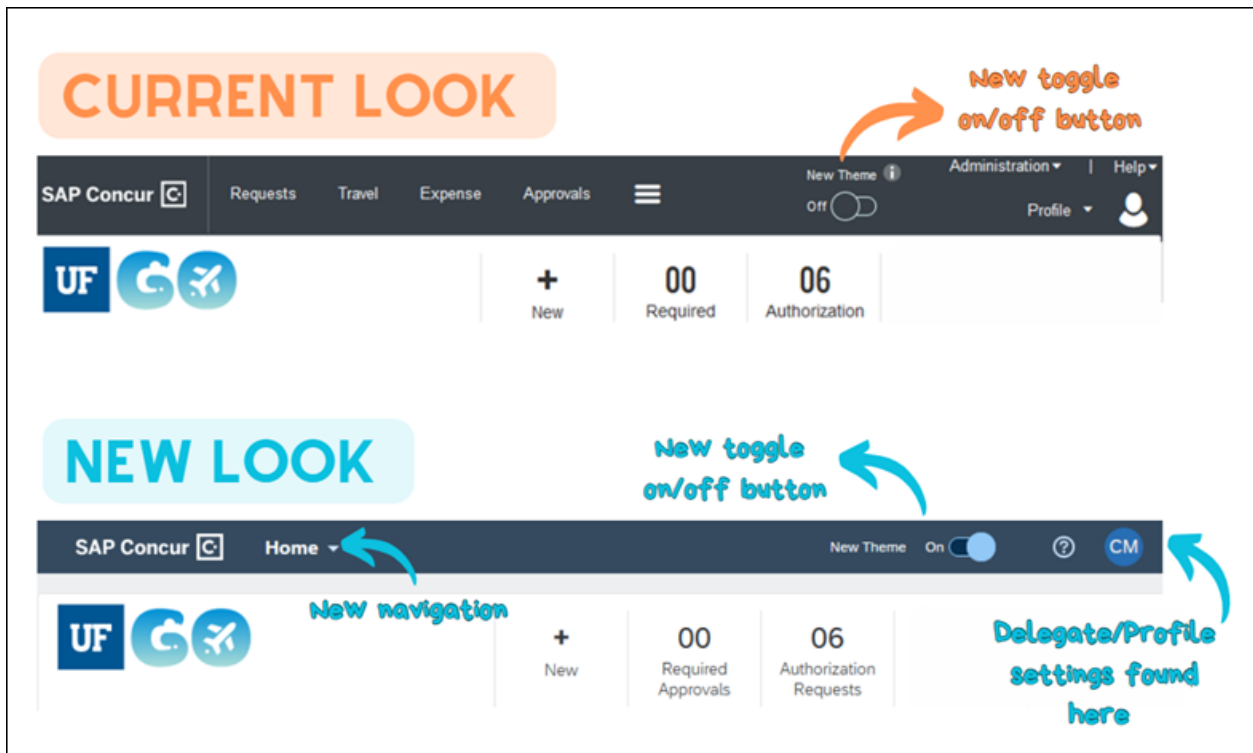 CURRENT LOOK
New toggle
on/off button
SAP Concur C.
Requests
Travel
Expense
Approvals
New Theme i
Off
Administration
|
Help
Profile
UF GO
+
New
00
Required
06
Authorization
NEW LOOK
New toggle
on/off button
SAP Concur C.
Home
New Theme
On
?
CM
New navigation
UF GO
+
New
00
Required
Approvals
06
Authorization
Requests
Delegate/Profile
settings found
here